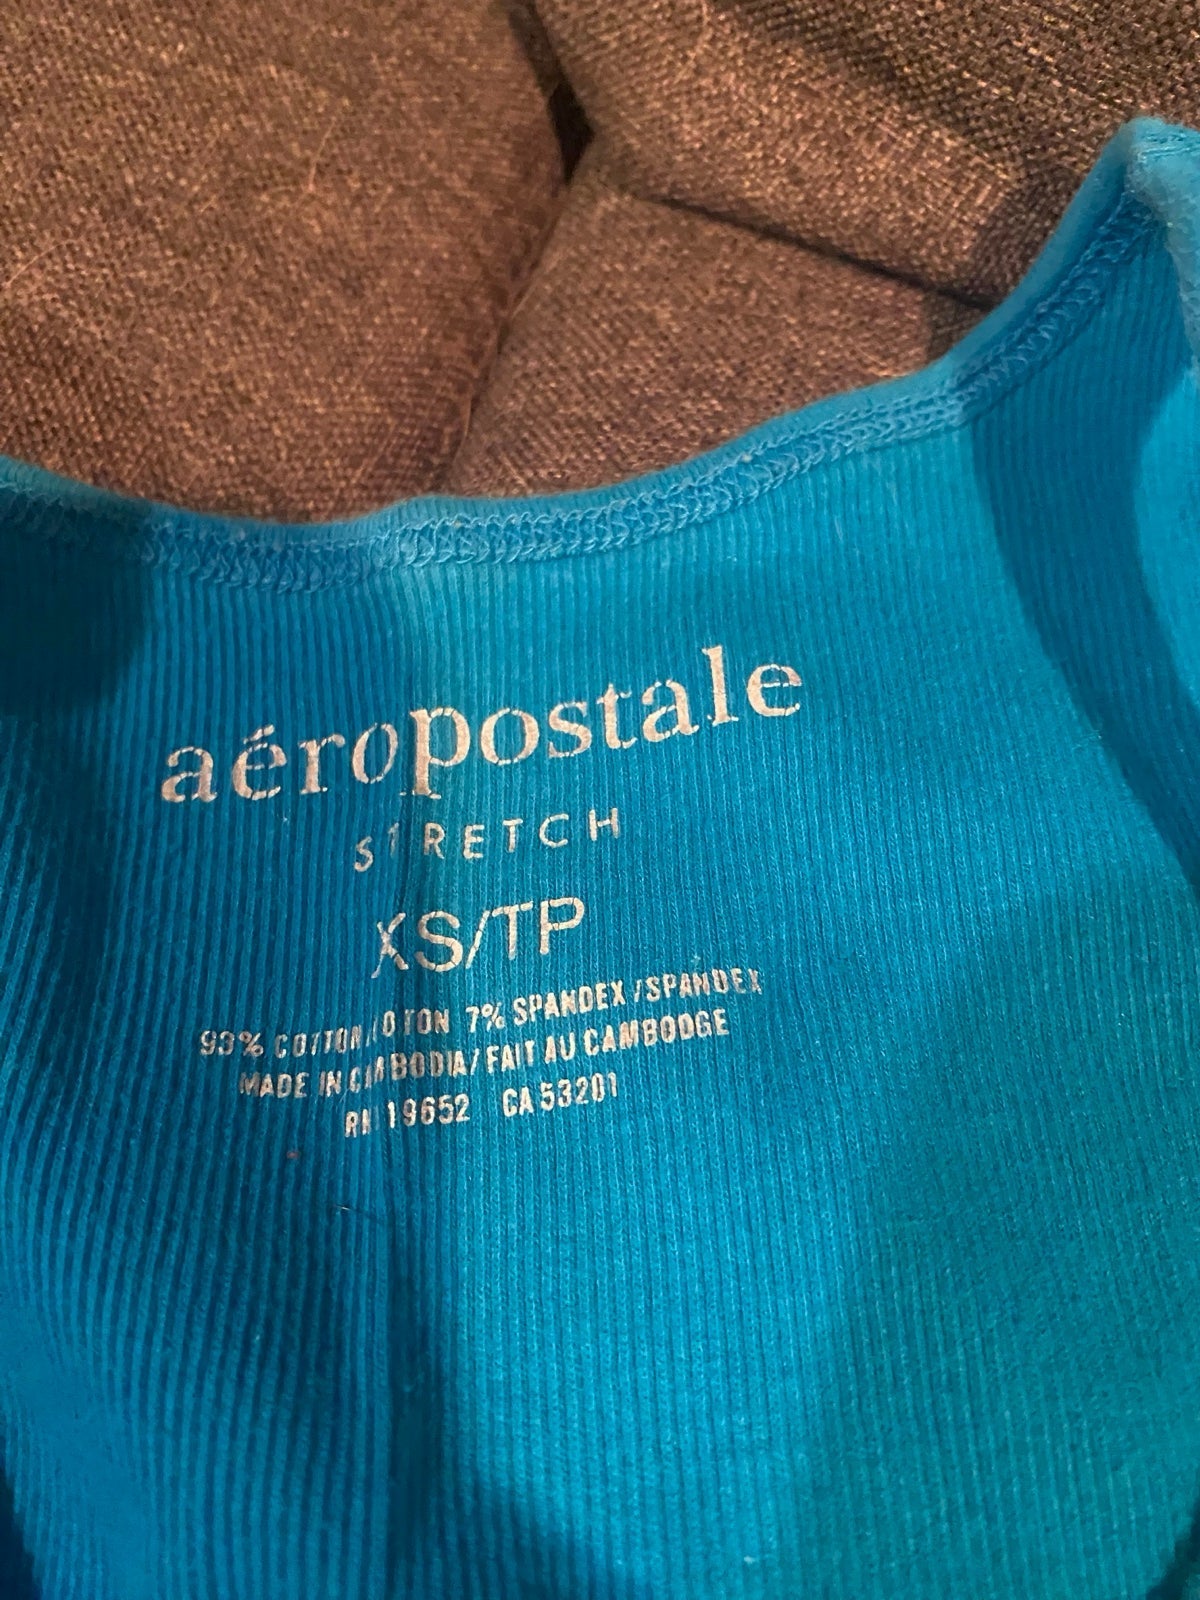 aéropostale
STRETCH
XS/TP
93% COTTON/COTON 7% SPANDEX/SPANDEX
MADE IN CAMBODIA/FAIT AU CAMBODGE
RN 19652 CA 53201